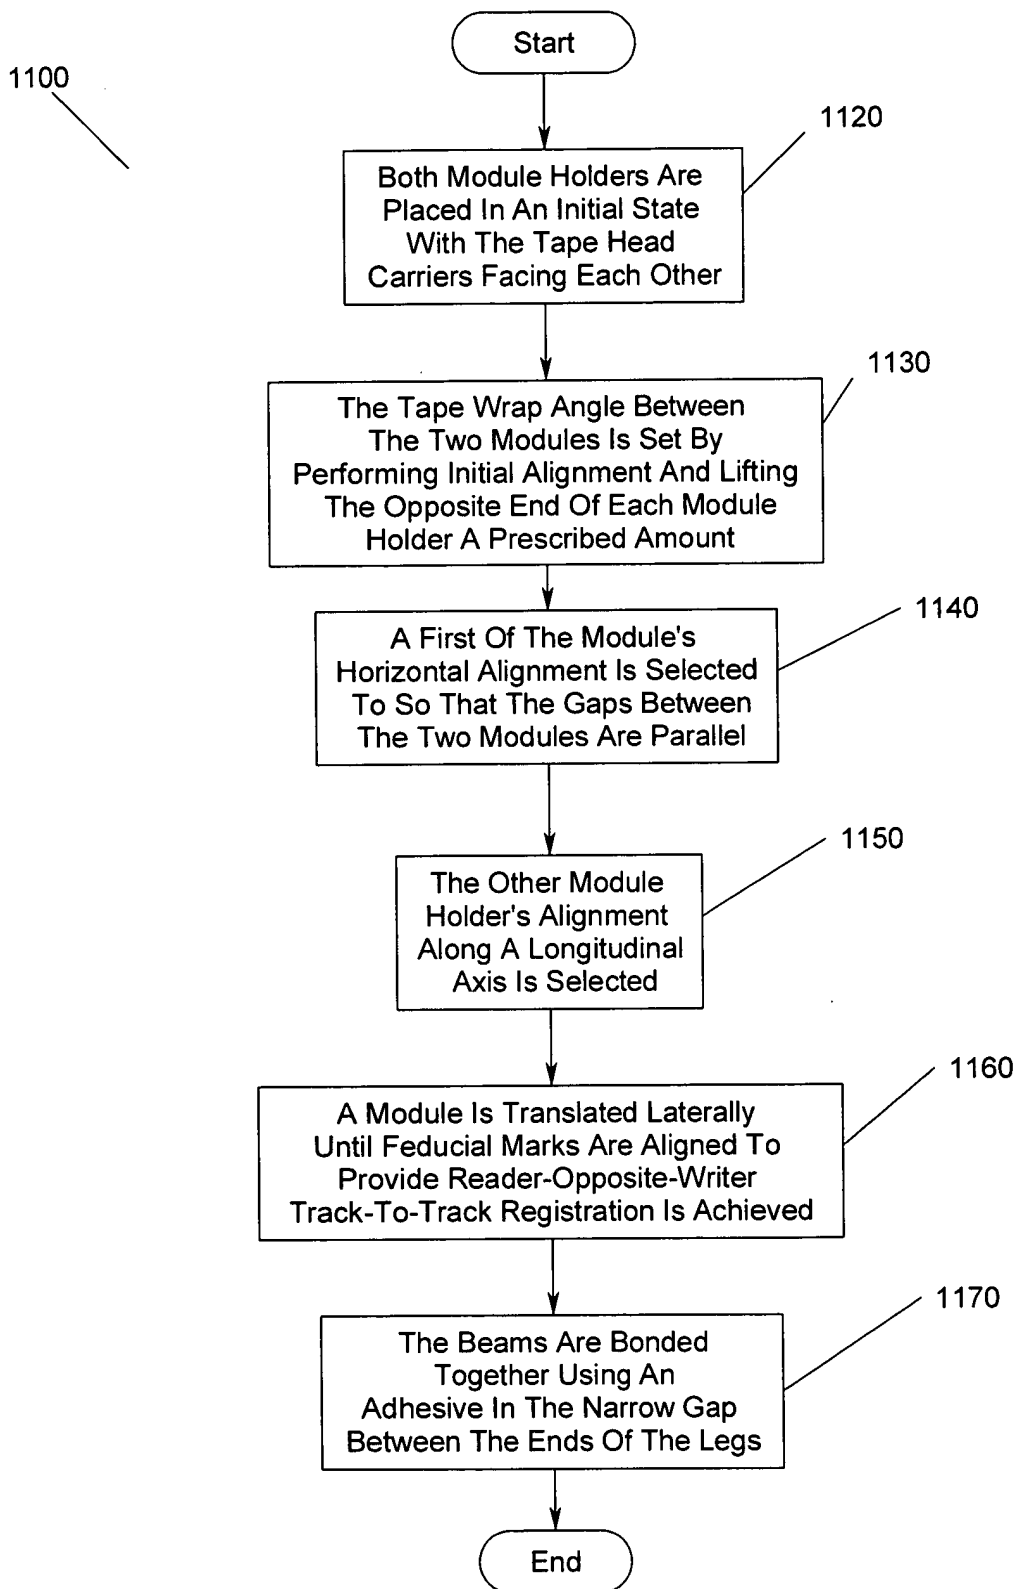 Start
1100
1120
Both Module Holders Are
Placed In An Initial State
With The Tape Head
Carriers Facing Each Other
1130
The Tape Wrap Angle Between
The Two Modules Is Set By
Performing Initial Alignment And Lifting
The Opposite End Of Each Module
Holder A Prescribed Amount
1140
A First Of The Module's
Horizontal Alignment Is Selected
To So That The Gaps Between
The Two Modules Are Parallel
1150
The Other Module
Holder's Alignment
Along A Longitudinal
Axis Is Selected
1160
A Module Is Translated Laterally
Until Feducial Marks Are Aligned To
Provide Reader-Opposite-Writer
Track-To-Track Registration Is Achieved
1170
The Beams Are Bonded
Together Using An
Adhesive In The Narrow Gap
Between The Ends Of The Legs
End